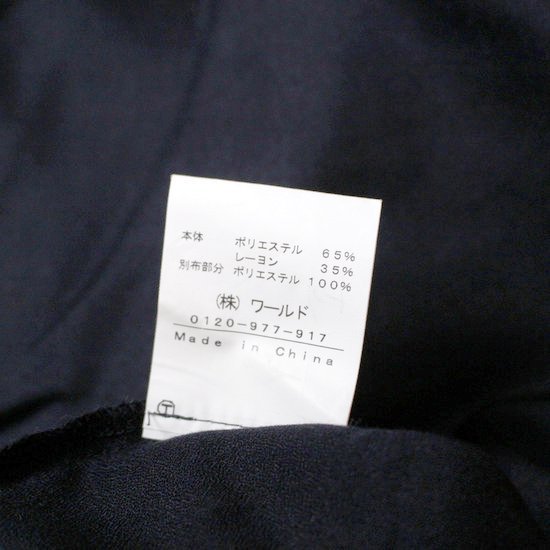 本体 ポリエステル 65%
レーヨン 35%
別布部分 ポリエステル 100%
(株) ワールド
0120-977-917
Made in China
Ⓣ